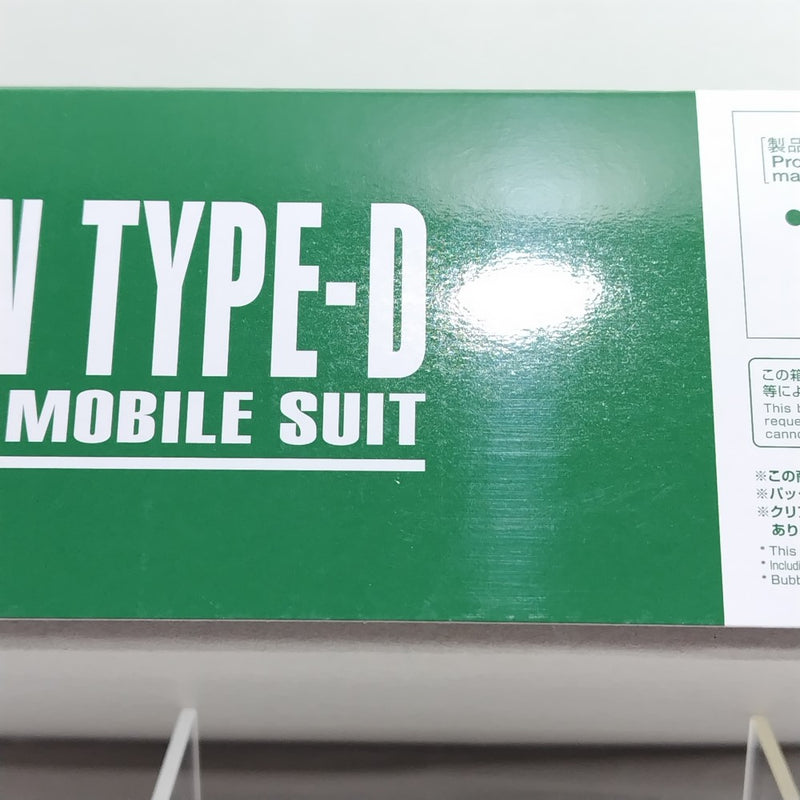 W TYPE-D
MOBILE SUIT
製品
Pro
ma
この箱
等によ
This b
reque
canno
※この商
※パッ
※クリア
あり
* This
* Includi
* Bubb